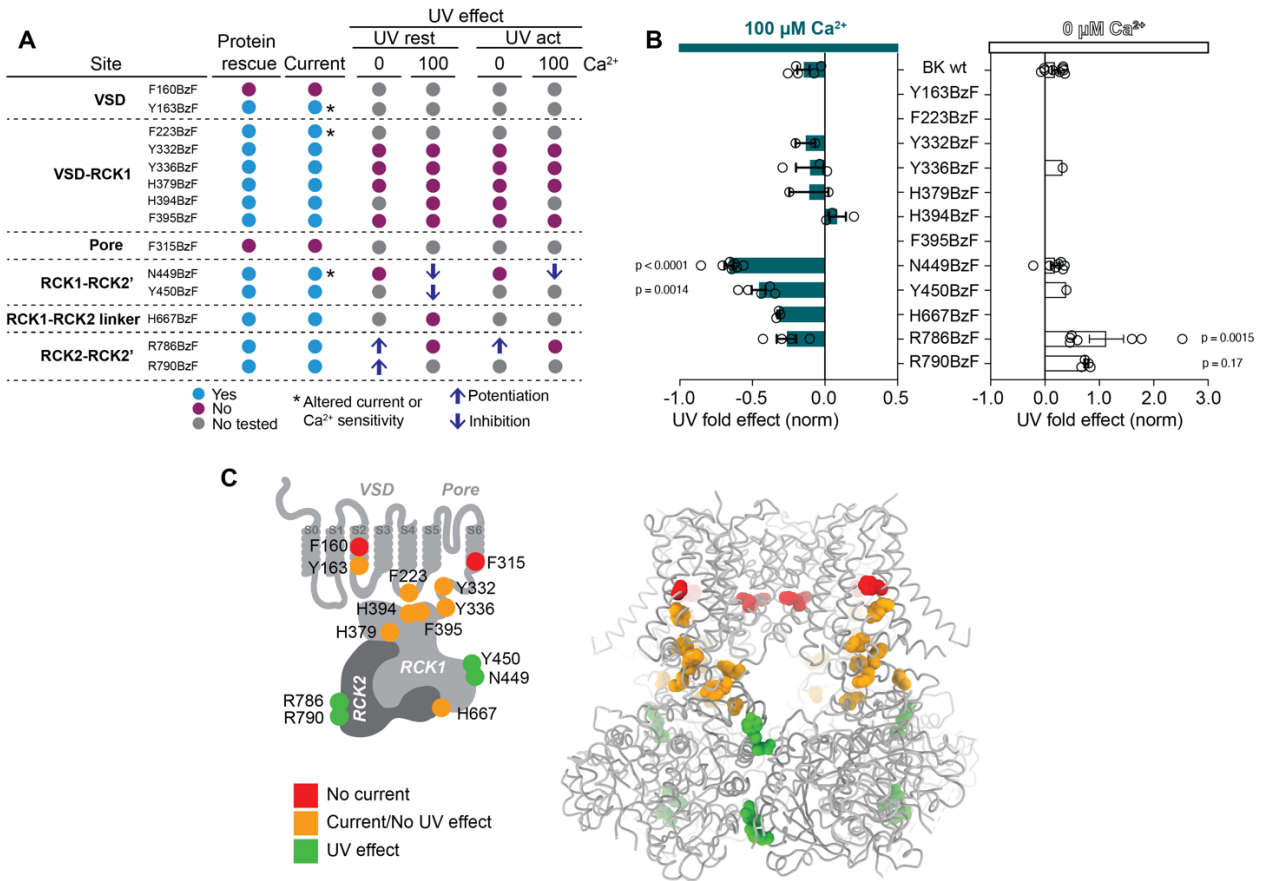 A
UV effect
Protein rescue
Current
UV rest
UV act
Site
0
100
0
100
Ca²⁺
VSD
F160BzF
Y163BzF
*
VSD-RCK1
F223BzF
*
Y332BzF
Y336BzF
H379BzF
H394BzF
F395BzF
Pore
F315BzF
RCK1-RCK2'
N449BzF
*
Y450BzF
RCK1-RCK2 linker
H667BzF
RCK2-RCK2'
R786BzF
R790BzF
Yes
No
No tested
* Altered current or
Ca²⁺ sensitivity
Potentiation
Inhibition
B
100 µM Ca²⁺
0 µM Ca²⁺
BK wt
Y163BzF
F223BzF
Y332BzF
Y336BzF
H379BzF
H394BzF
F395BzF
p < 0.0001
N449BzF
p = 0.0014
Y450BzF
H667BzF
R786BzF
p = 0.0015
R790BzF
p = 0.17
-1.0
-0.5
0.0
0.5
-1.0
0.0
1.0
2.0
3.0
UV fold effect (norm)
UV fold effect (norm)
C
VSD
Pore
S0
S1
S2
S3
S4
S5
S6
F160
Y163
F315
F223
Y332
H394
Y336
H379
F395
RCK1
Y450
N449
RCK2
R786
R790
H667
No current
Current/No UV effect
UV effect